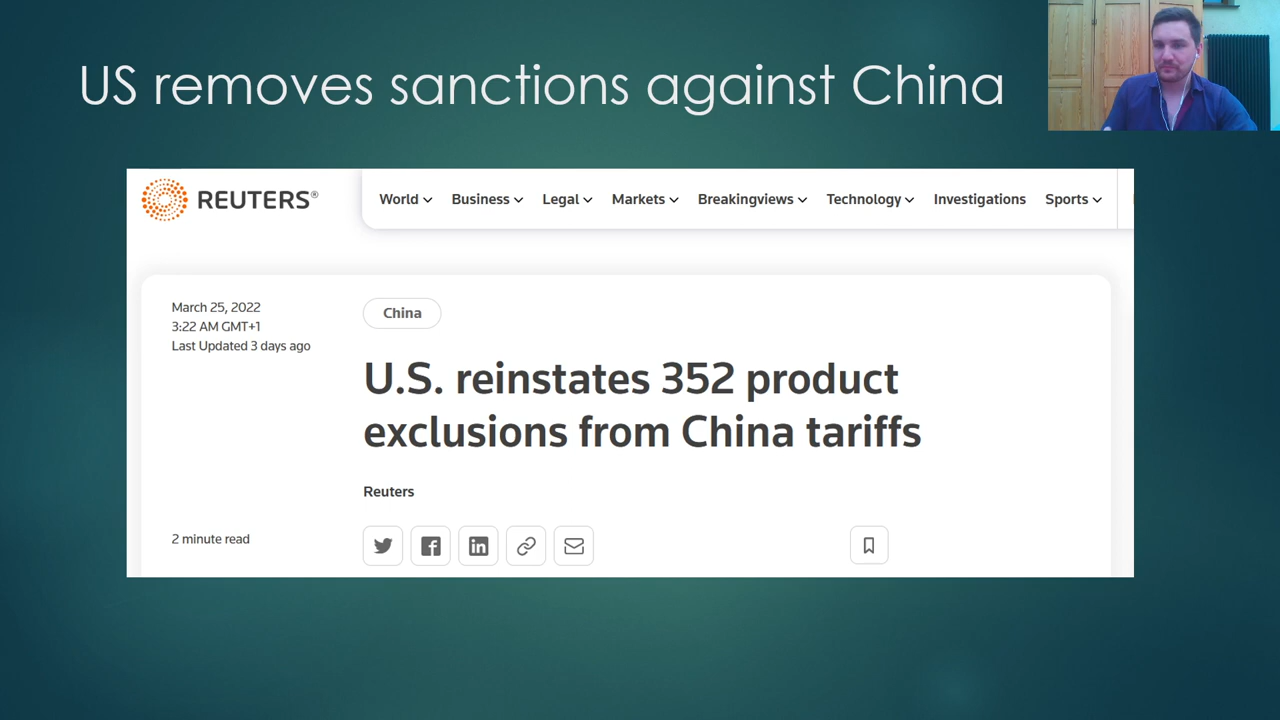 US removes sanctions against China
REUTERS®
World Business Legal Markets Breakingviews Technology Investigations Sports
March 25, 2022
3:22 AM GMT+1
Last Updated 3 days ago
China
U.S. reinstates 352 product
exclusions from China tariffs
Reuters
2 minute read